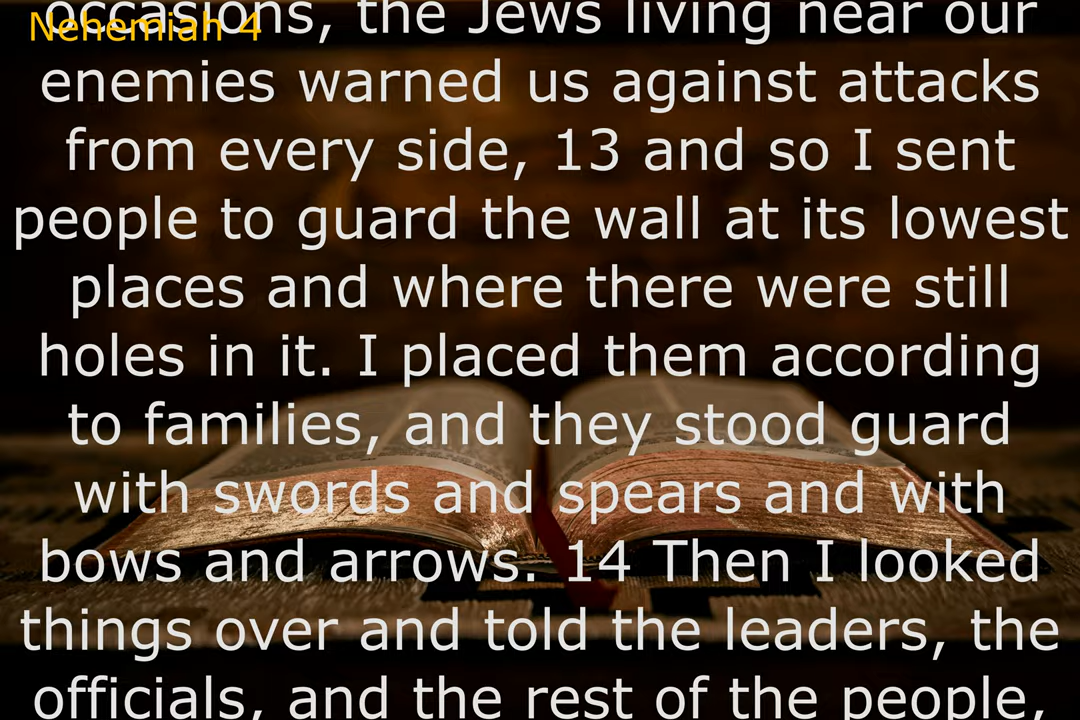 Nehemiah 4
occasions, the Jews living near our
enemies warned us against attacks
from every side, 13 and so I sent
people to guard the wall at its lowest
places and where there were still
holes in it. I placed them according
to families, and they stood guard
with swords and spears and with
bows and arrows. 14 Then I looked
things over and told the leaders, the
officials, and the rest of the people,